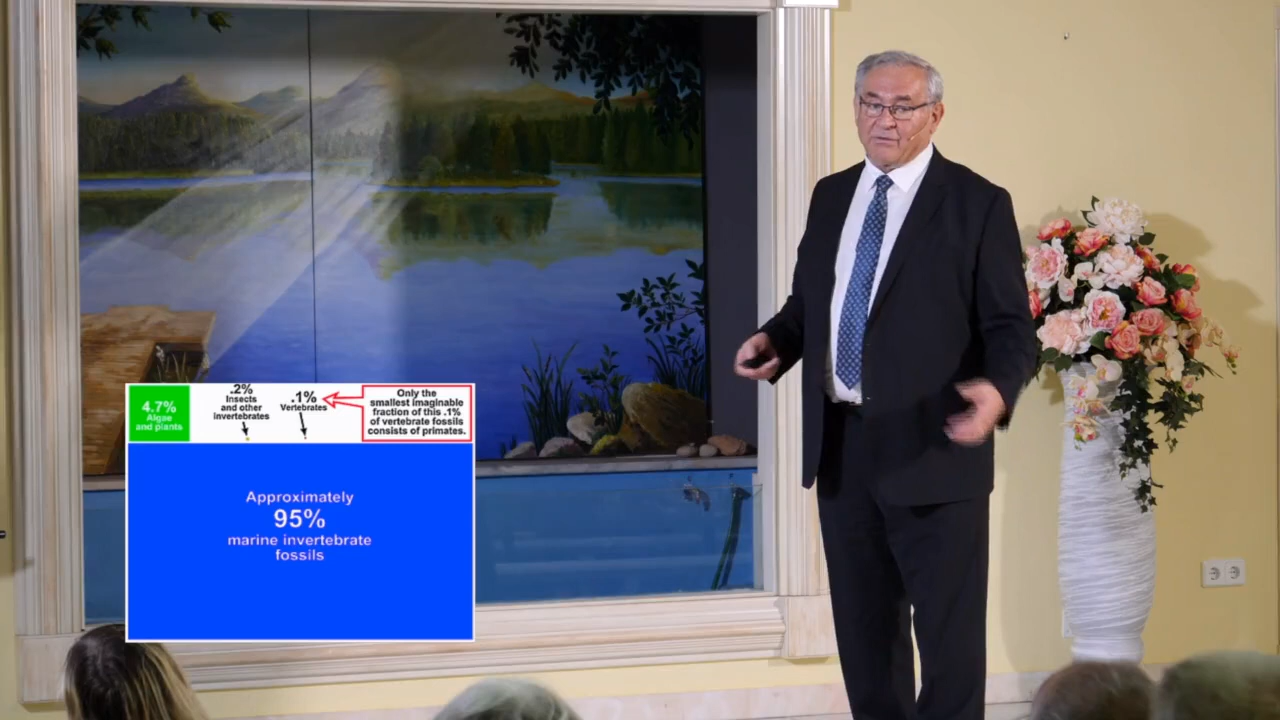 4.7%
Algae
and plants
.2%
Insects
and other
invertebrates
.1%
Vertebrates
Only the
smallest imaginable
fraction of this .1%
of vertebrate fossils
consists of primates.
Approximately
95%
marine invertebrate
fossils